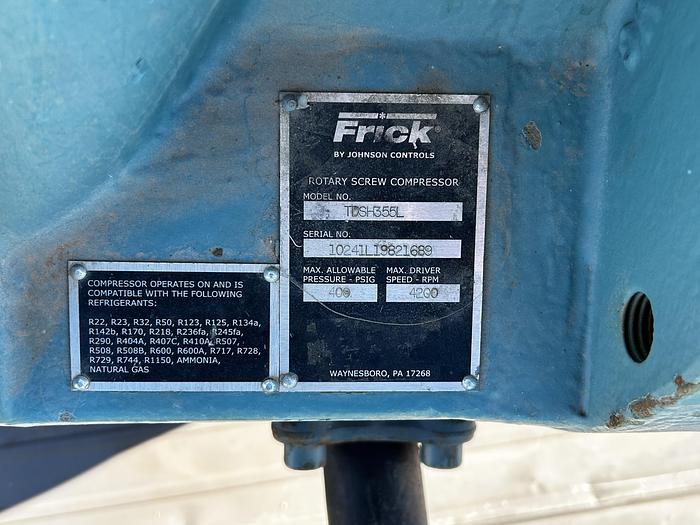 Frick
BY JOHNSON CONTROLS
ROTARY SCREW COMPRESSOR
MODEL NO.
TDSH355L
SERIAL NO.
10241L19821689
MAX. ALLOWABLE PRESSURE - PSIG
400
MAX. DRIVER SPEED - RPM
4200
WAYNESBORO, PA 17268
COMPRESSOR OPERATES ON AND IS
COMPATIBLE WITH THE FOLLOWING
REFRIGERANTS:
R22, R23, R32, R50, R123, R125, R134a,
R142b, R170, R218, R236fa, R245fa,
R290, R404A, R407C, R410A, R507,
R508, R508B, R600, R600A, R717, R728,
R729, R744, R1150, AMMONIA,
NATURAL GAS